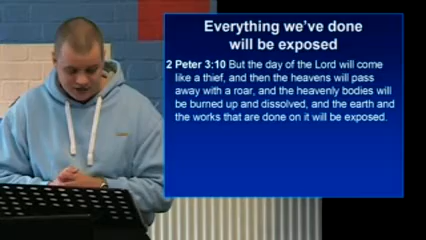 Everything we've done
will be exposed
2 Peter 3:10 But the day of the Lord will come
like a thief, and then the heavens will pass
away with a roar, and the heavenly bodies will
be burned up and dissolved, and the earth and
the works that are done on it will be exposed.